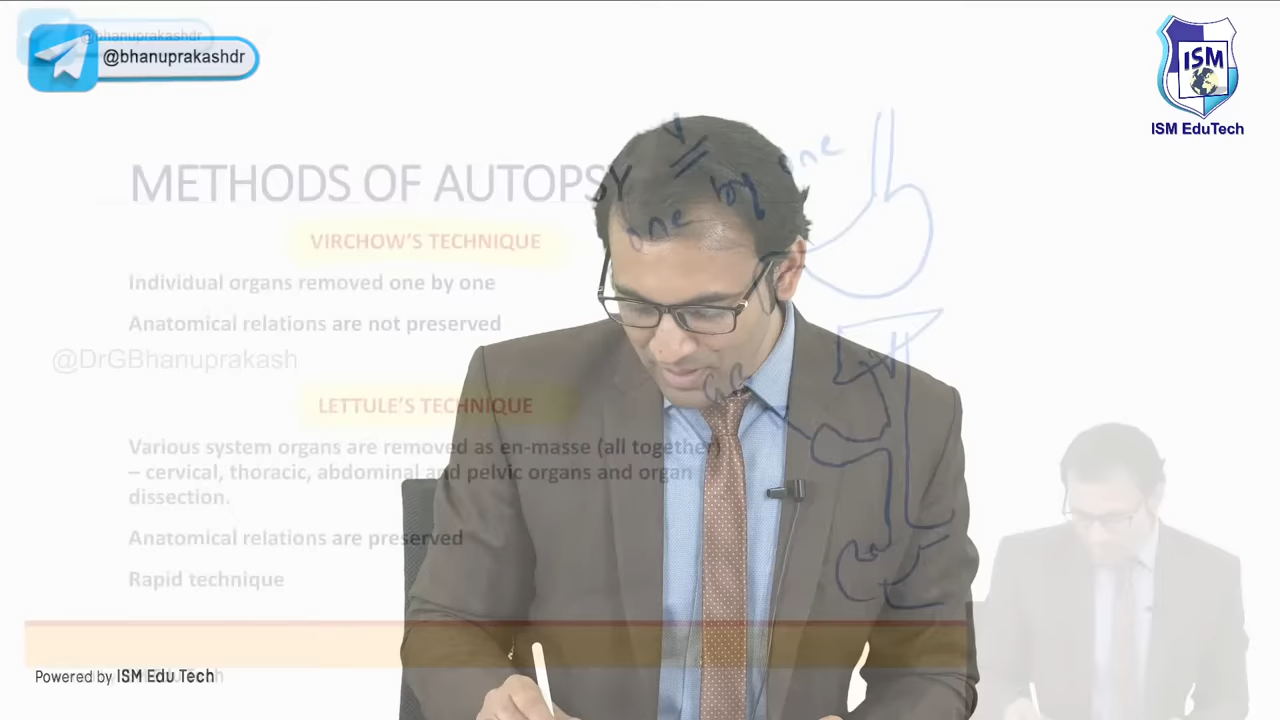 @bhanuprakashdr
@bhanuprakashdr
ISM
ISM EduTech
METHODS OF AUTOPSY
V
one by one
VIRCHOW'S TECHNIQUE
Individual organs removed one by one
Anatomical relations are not preserved
@DrGBhanuprakash
LETTULE'S TECHNIQUE
Various system organs are removed as en-masse (all together)
– cervical, thoracic, abdominal and pelvic organs and organ
dissection.
Anatomical relations are preserved
Rapid technique
Powered by ISM Edu Tech